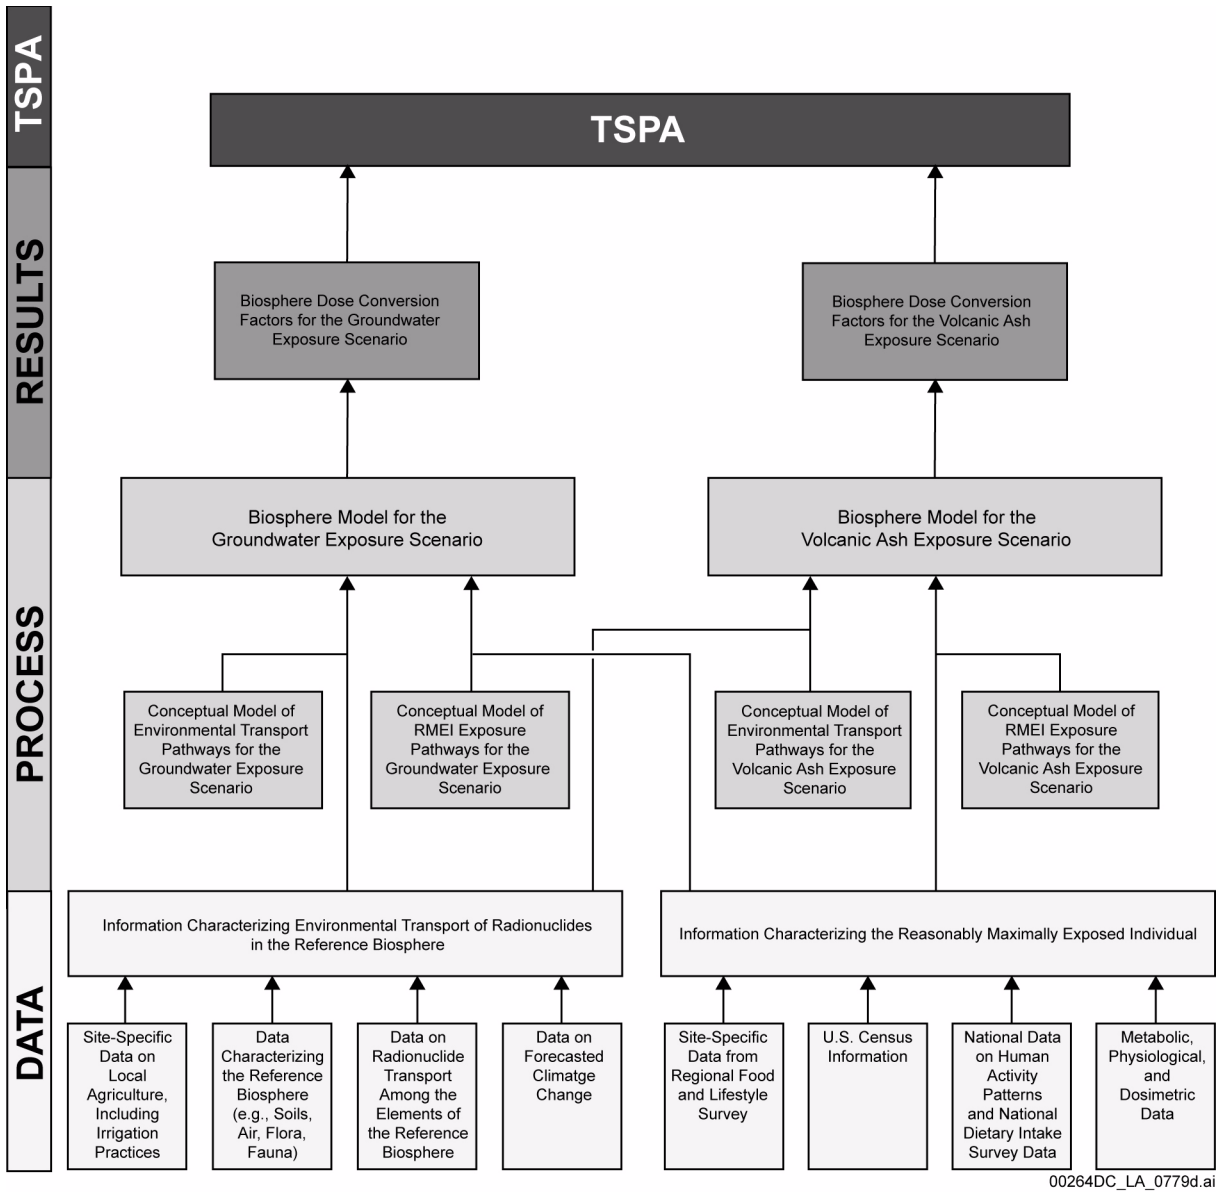 TSPA
TSPA
RESULTS
Biosphere Dose Conversion
Factors for the Groundwater
Exposure Scenario
Biosphere Dose Conversion
Factors for the Volcanic Ash
Exposure Scenario
PROCESS
Biosphere Model for the
Groundwater Exposure Scenario
Biosphere Model for the
Volcanic Ash Exposure Scenario
Conceptual Model of
Environmental Transport
Pathways for the
Groundwater Exposure
Scenario
Conceptual Model of
RMEI Exposure
Pathways for the
Groundwater Exposure
Scenario
Conceptual Model of
Environmental Transport
Pathways for the
Volcanic Ash Exposure
Scenario
Conceptual Model of
RMEI Exposure
Pathways for the
Volcanic Ash Exposure
Scenario
DATA
Information Characterizing Environmental Transport of Radionuclides
in the Reference Biosphere
Information Characterizing the Reasonably Maximally Exposed Individual
Site-Specific
Data on
Local
Agriculture,
Including
Irrigation
Practices
Data
Characterizing
the Reference
Biosphere
(e.g., Soils,
Air, Flora,
Fauna)
Data on
Radionuclide
Transport
Among the
Elements of
the Reference
Biosphere
Data on
Forecasted
Climatge
Change
Site-Specific
Data from
Regional Food
and Lifestyle
Survey
U.S. Census
Information
National Data
on Human
Activity
Patterns
and National
Dietary Intake
Survey Data
Metabolic,
Physiological,
and
Dosimetric
Data
00264DC_LA_0779d.ai